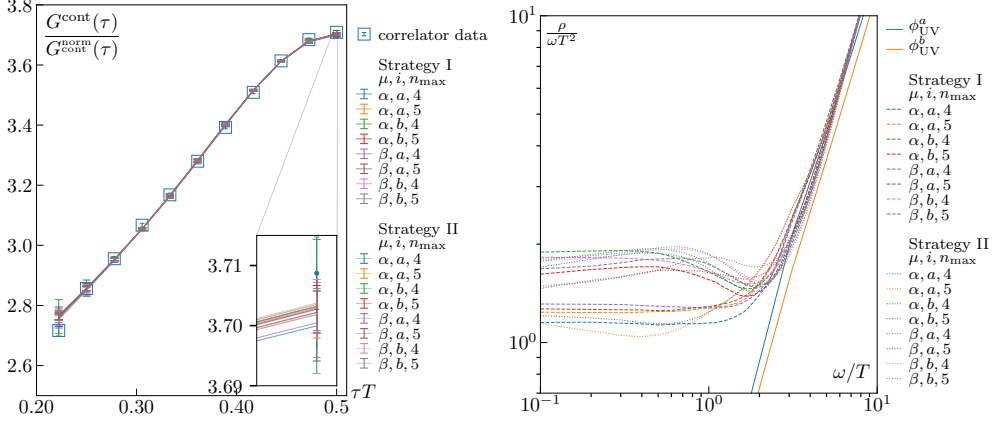 G^cont(τ)
G^norm_cont(τ)
3.8
3.6
3.4
3.2
3.0
2.8
2.6
0.20
0.30
0.40
0.5
τT
3.71
3.70
3.69
correlator data
Strategy I
μ, i, n_max
α, a, 4
α, a, 5
α, b, 4
α, b, 5
β, a, 4
β, a, 5
β, b, 4
β, b, 5
Strategy II
μ, i, n_max
α, a, 4
α, a, 5
α, b, 4
α, b, 5
β, a, 4
β, a, 5
β, b, 4
β, b, 5
ρ
ωT^2
10^1
10^0
10^-1
10^0
10^1
ω/T
ϕ^a_UV
ϕ^b_UV
Strategy I
μ, i, n_max
α, a, 4
α, a, 5
α, b, 4
α, b, 5
β, a, 4
β, a, 5
β, b, 4
β, b, 5
Strategy II
μ, i, n_max
α, a, 4
α, a, 5
α, b, 4
α, b, 5
β, a, 4
β, a, 5
β, b, 4
β, b, 5